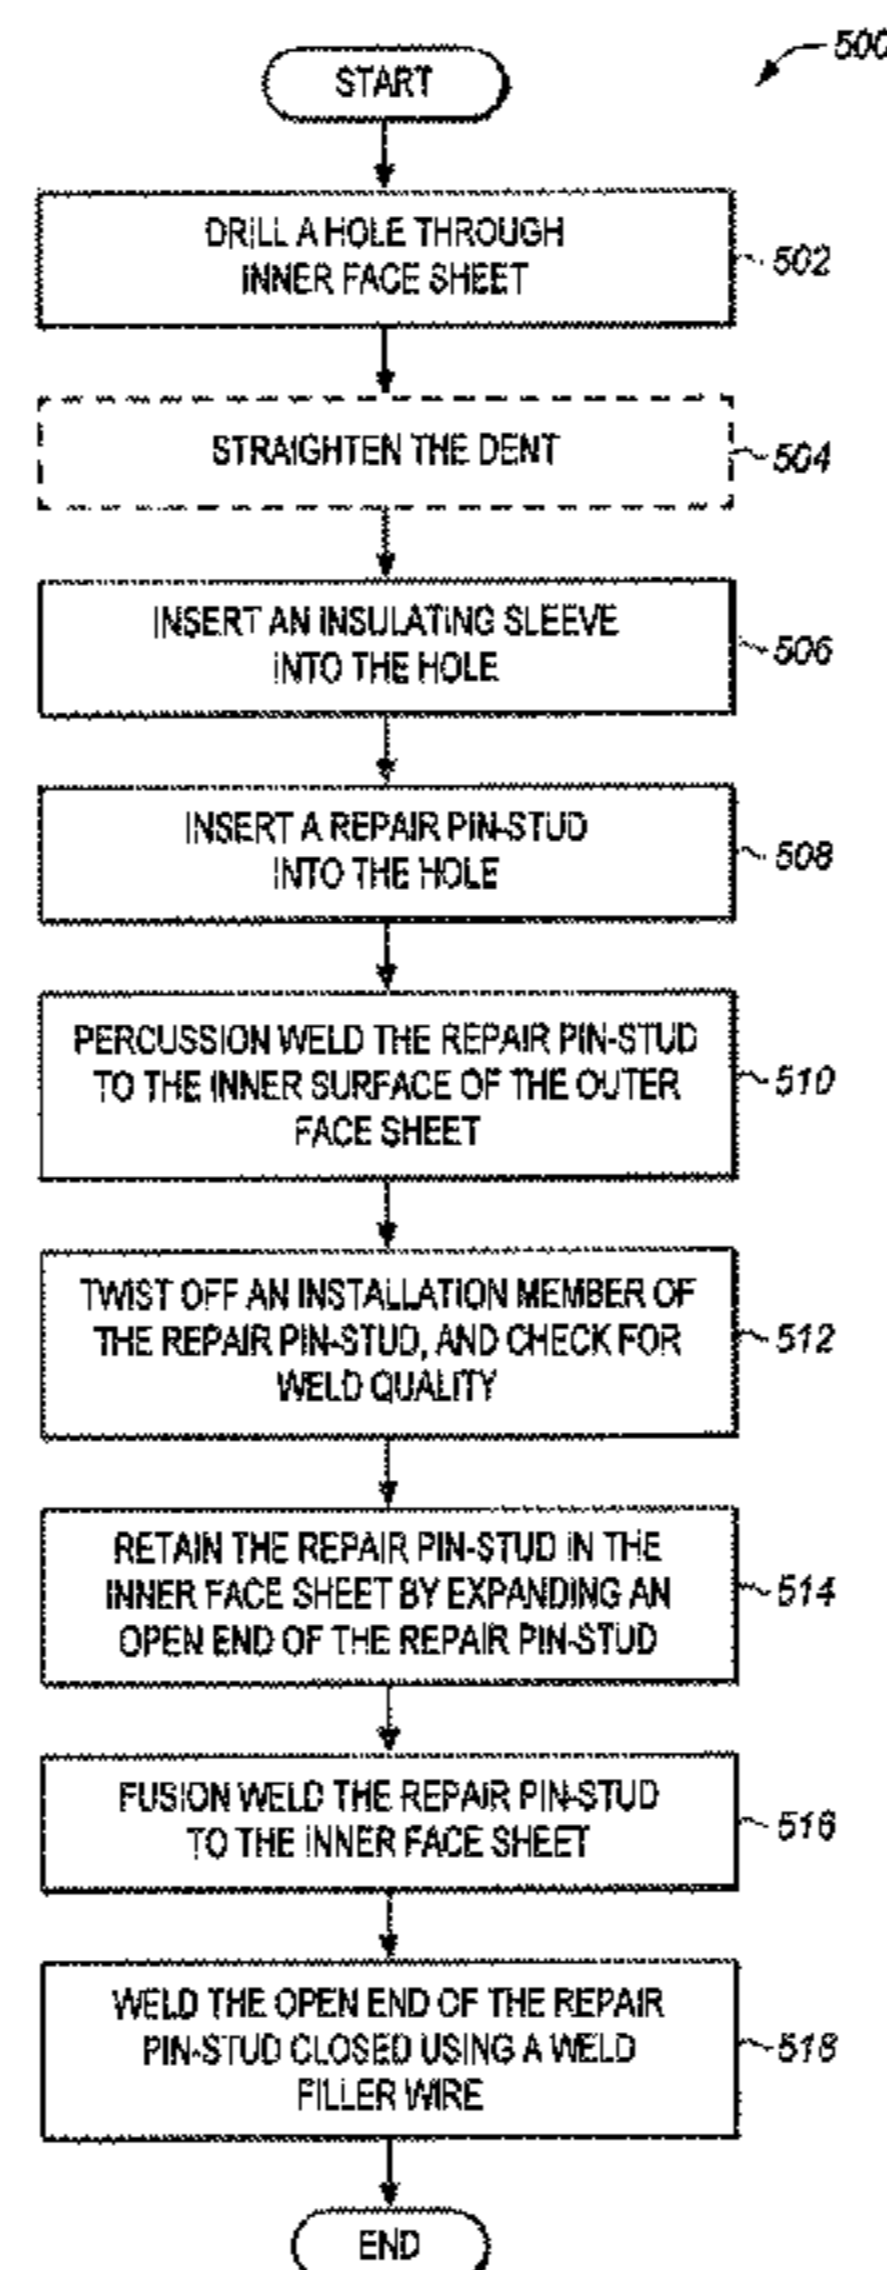 500
START
DRILL A HOLE THROUGH
INNER FACE SHEET
502
STRAIGHTEN THE DENT
504
INSERT AN INSULATING SLEEVE
INTO THE HOLE
506
INSERT A REPAIR PIN-STUD
INTO THE HOLE
508
PERCUSSION WELD THE REPAIR PIN-STUD
TO THE INNER SURFACE OF THE OUTER
FACE SHEET
510
TWIST OFF AN INSTALLATION MEMBER OF
THE REPAIR PIN-STUD, AND CHECK FOR
WELD QUALITY
512
RETAIN THE REPAIR PIN-STUD IN THE
INNER FACE SHEET BY EXPANDING AN
OPEN END OF THE REPAIR PIN-STUD
514
FUSION WELD THE REPAIR PIN-STUD
TO THE INNER FACE SHEET
516
WELD THE OPEN END OF THE REPAIR
PIN-STUD CLOSED USING A WELD
FILLER WIRE
518
END